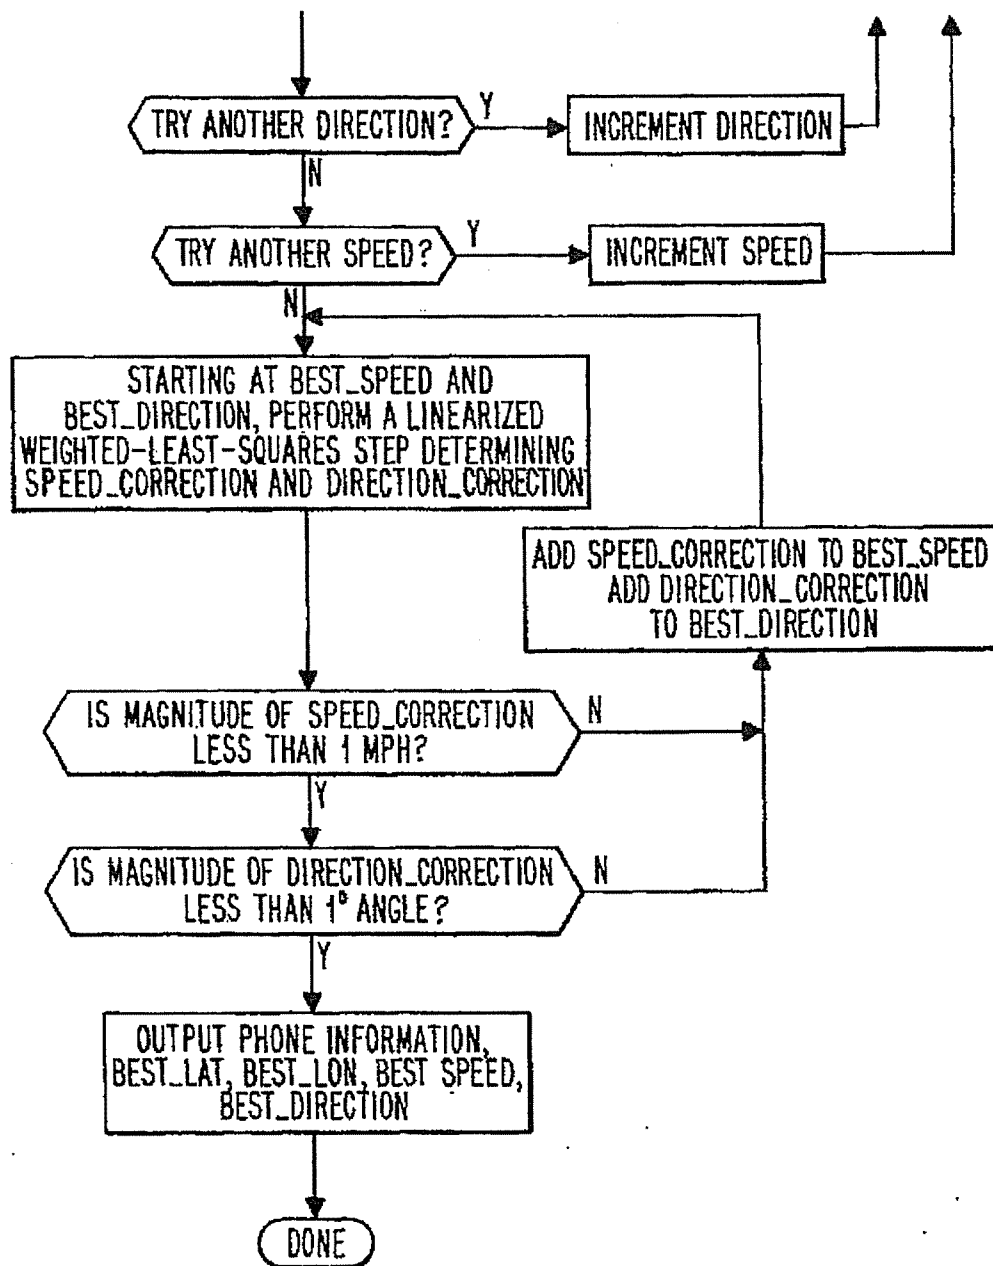 TRY ANOTHER DIRECTION?
Y
INCREMENT DIRECTION
N
TRY ANOTHER SPEED?
Y
INCREMENT SPEED
N
STARTING AT BEST_SPEED AND
BEST_DIRECTION, PERFORM A LINEARIZED
WEIGHTED-LEAST-SQUARES STEP DETERMINING
SPEED_CORRECTION AND DIRECTION_CORRECTION
ADD SPEED_CORRECTION TO BEST_SPEED
ADD DIRECTION_CORRECTION
TO BEST_DIRECTION
IS MAGNITUDE OF SPEED_CORRECTION
LESS THAN 1 MPH?
N
Y
IS MAGNITUDE OF DIRECTION_CORRECTION
LESS THAN 1° ANGLE?
N
Y
OUTPUT PHONE INFORMATION,
BEST_LAT, BEST_LON, BEST SPEED,
BEST_DIRECTION
DONE